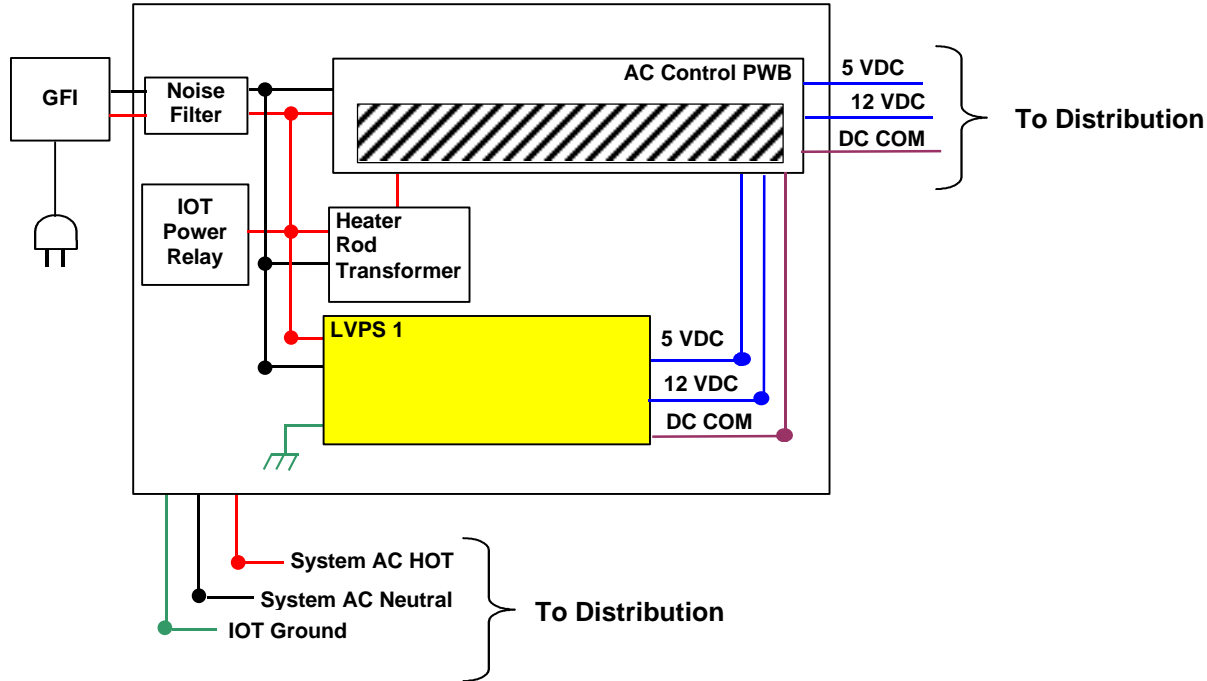 GFI
Noise
Filter
AC Control PWB
5 VDC
12 VDC
DC COM
To Distribution
IOT
Power
Relay
Heater
Rod
Transformer
LVPS 1
5 VDC
12 VDC
DC COM
System AC HOT
System AC Neutral
IOT Ground
To Distribution